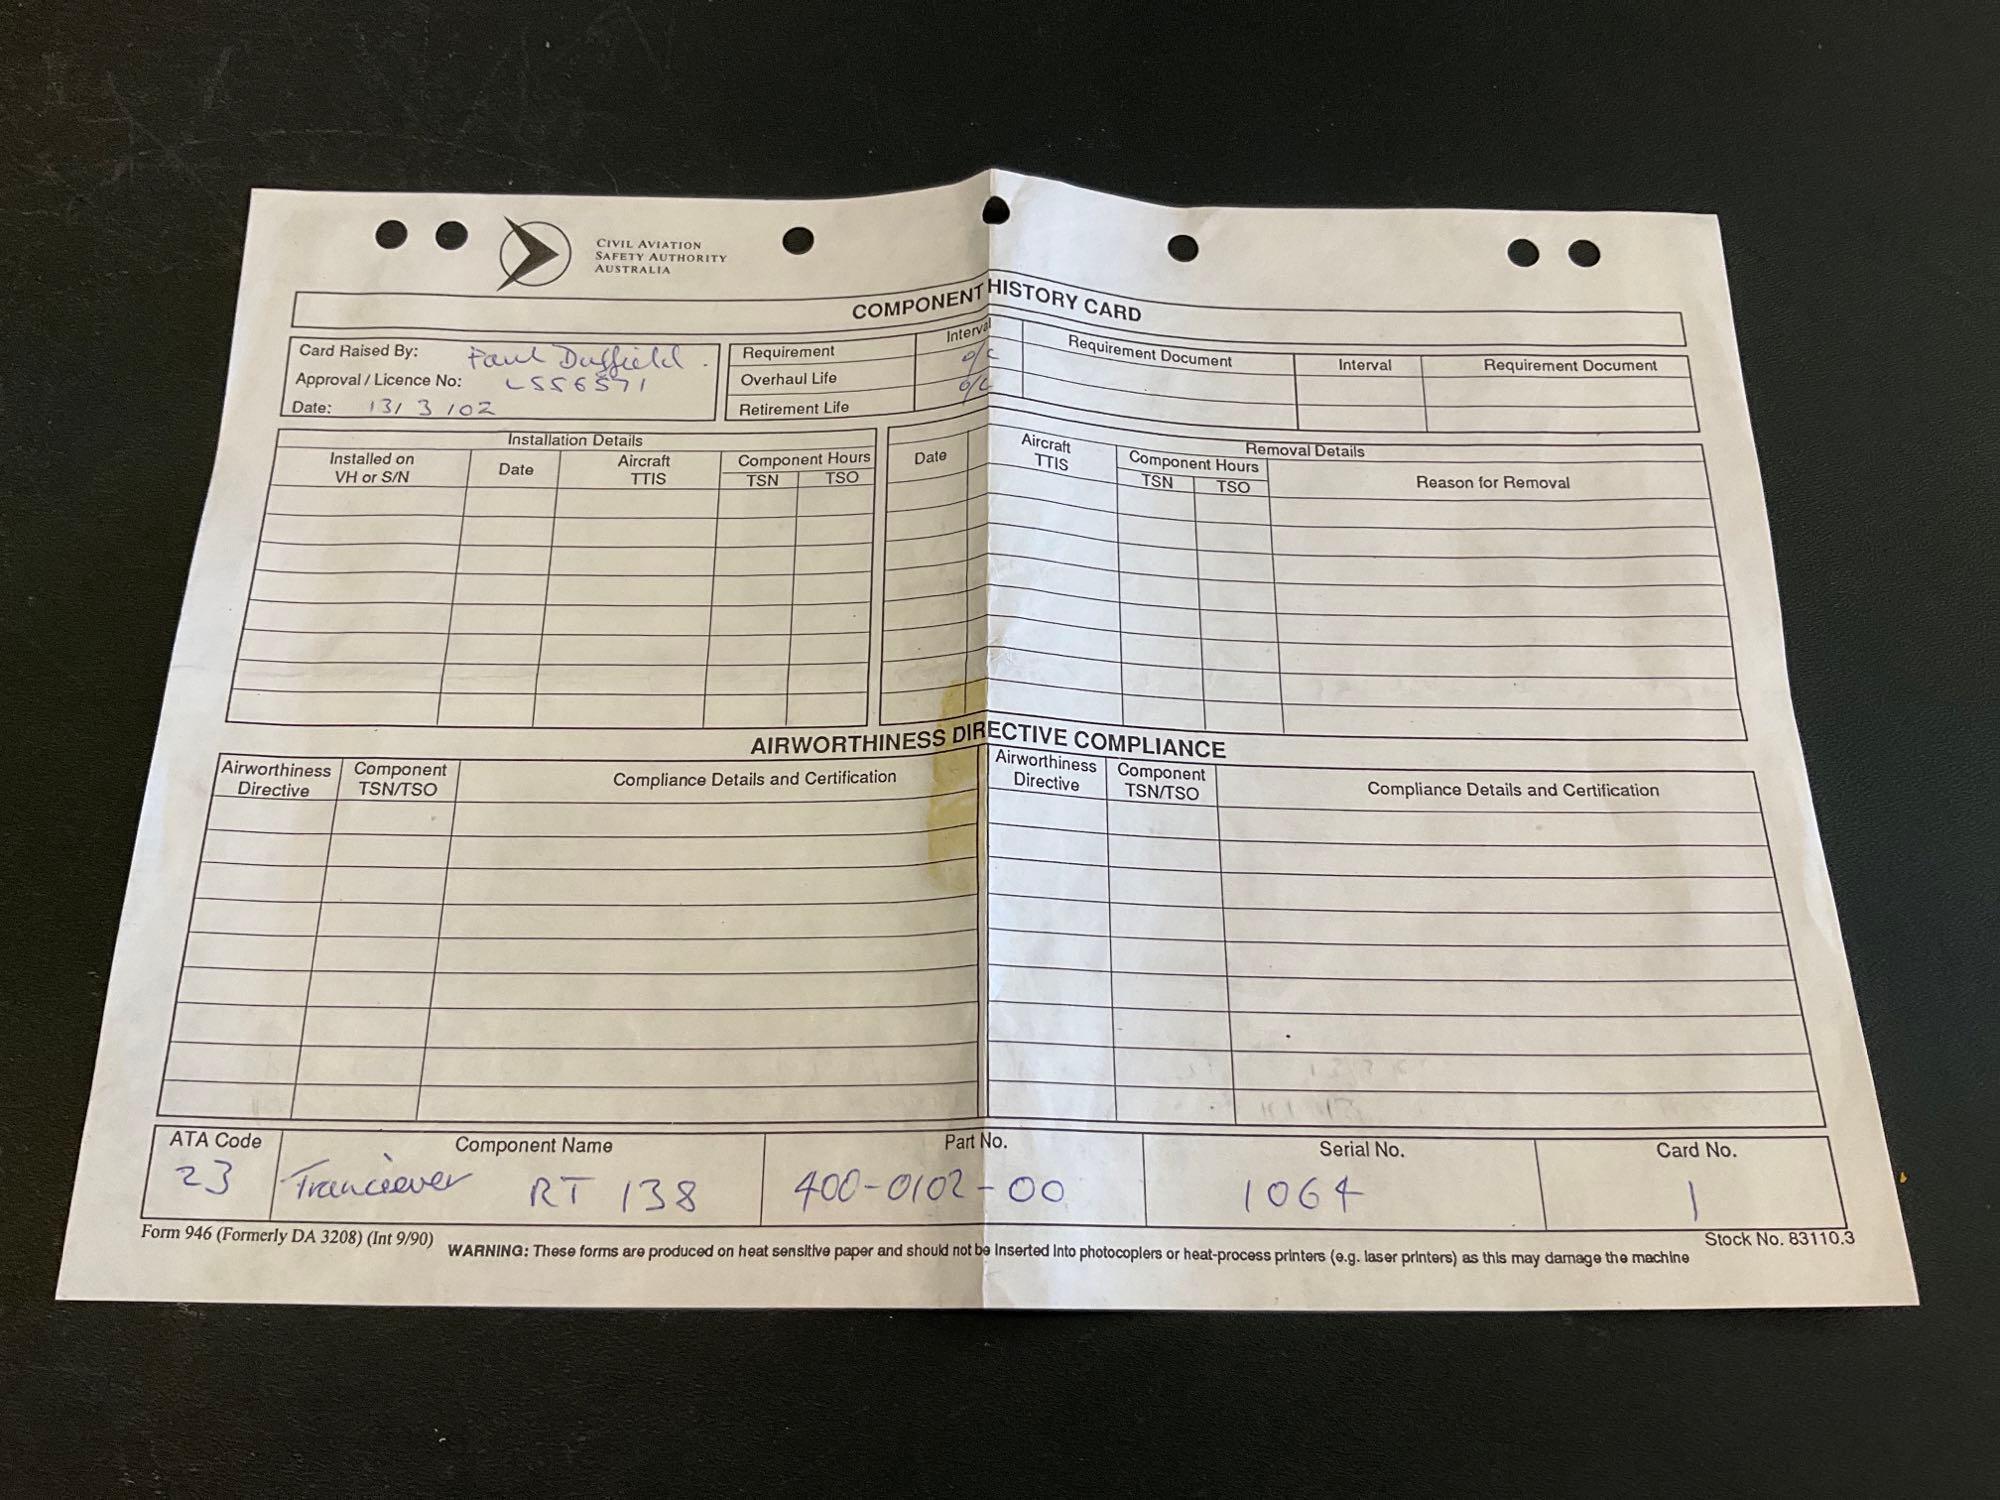 CIVIL AVIATION
SAFETY AUTHORITY
AUSTRALIA
COMPONENT HISTORY CARD
Card Raised By: Paul Duffield.
Approval / Licence No: L556571
Date: 13/3/02
Requirement Interval Requirement Document Interval Requirement Document
Overhaul Life O/C
Retirement Life O/C
Installation Details
Installed on VH or S/N Date Aircraft TTIS Component Hours TSN TSO
Removal Details
Date Aircraft TTIS Component Hours TSN TSO Reason for Removal
AIRWORTHINESS DIRECTIVE COMPLIANCE
Airworthiness Directive Component TSN/TSO Compliance Details and Certification
Airworthiness Directive Component TSN/TSO Compliance Details and Certification
ATA Code Component Name Part No. Serial No. Card No.
23 Tranciever RT 138 400-0102-00 1064 1
Form 946 (Formerly DA 3208) (Int 9/90)
Stock No. 83110.3
WARNING: These forms are produced on heat sensitive paper and should not be inserted into photocopiers or heat-process printers (e.g. laser printers) as this may damage the machine